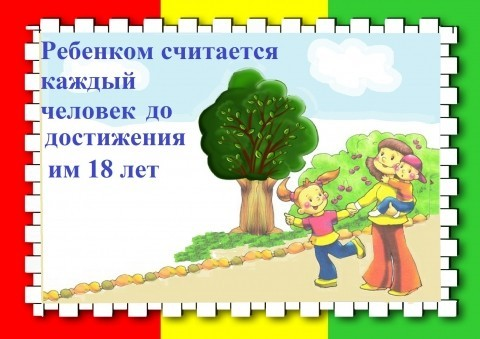 Ребенком считается
каждый
человек до
достижения
им 18 лет